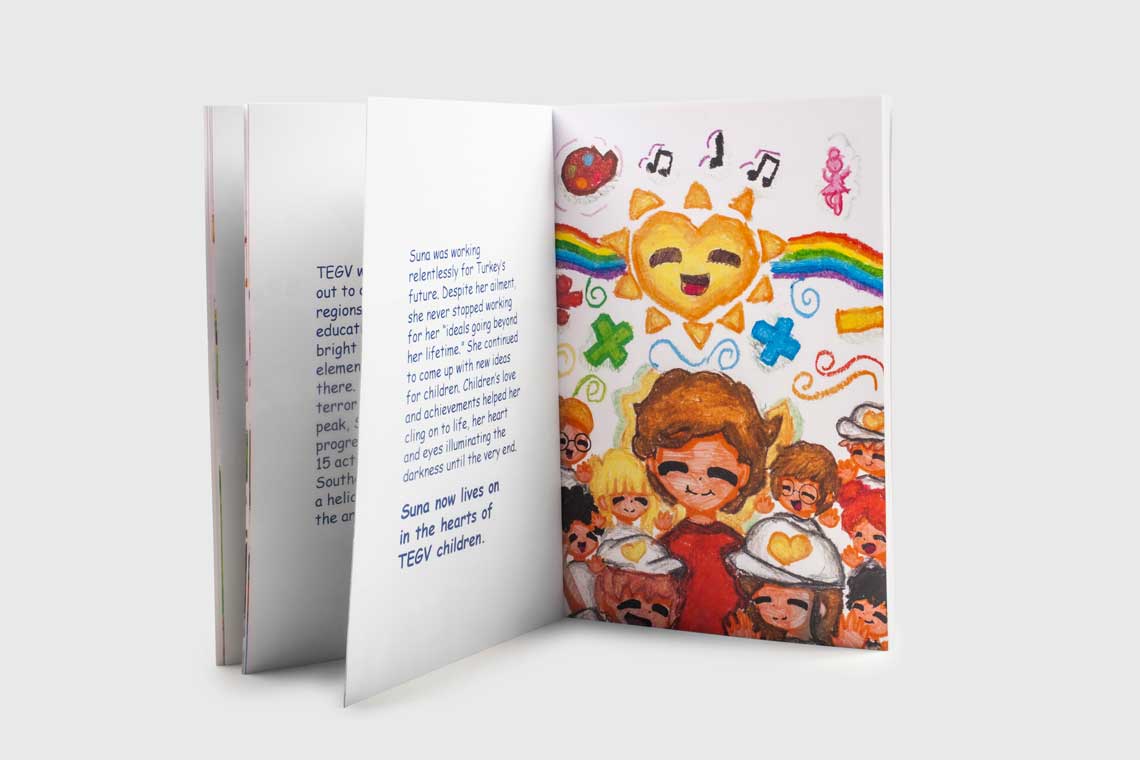 TEGV
out to
regions
educat
bright
elemen
there.
terror
peak,
progre
15 act
South
a helic
the ar
Suna was working
relentlessly for Turkey's
future. Despite her ailment,
she never stopped working
for her "ideals going beyond
her lifetime." She continued
to come up with new ideas
for children. Children's love
and achievements helped her
cling on to life, her heart
and eyes illuminating the
darkness until the very end.
Suna now lives on
in the hearts of
TEGV children.